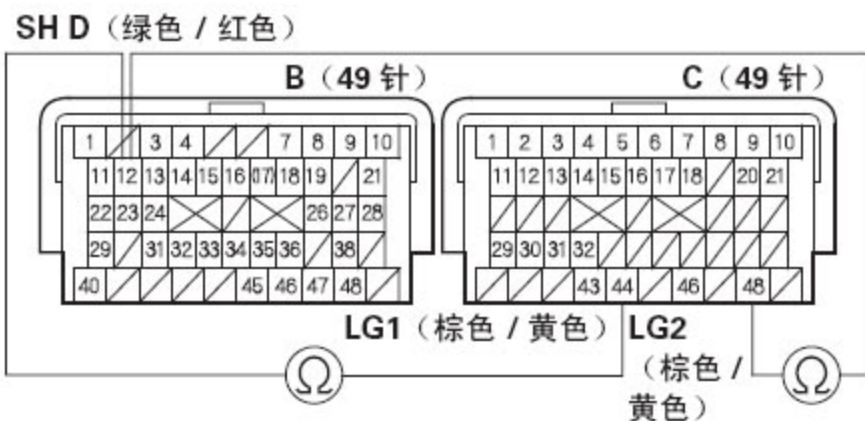 SH D（绿色 / 红色）
B（49 针）
C（49 针）
1 3 4 7 8 9 10
11 12 13 14 15 16 (17) 18 19 21
22 23 24 26 27 28
29 31 32 33 34 35 36 38
40 45 46 47 48
1 2 3 4 5 6 7 8 9 10
11 12 13 14 15 16 17 18 20 21
29 30 31 32
43 44 46 48
LG1（棕色 / 黄色）
LG2
（棕色 /
黄色）
Ω
Ω